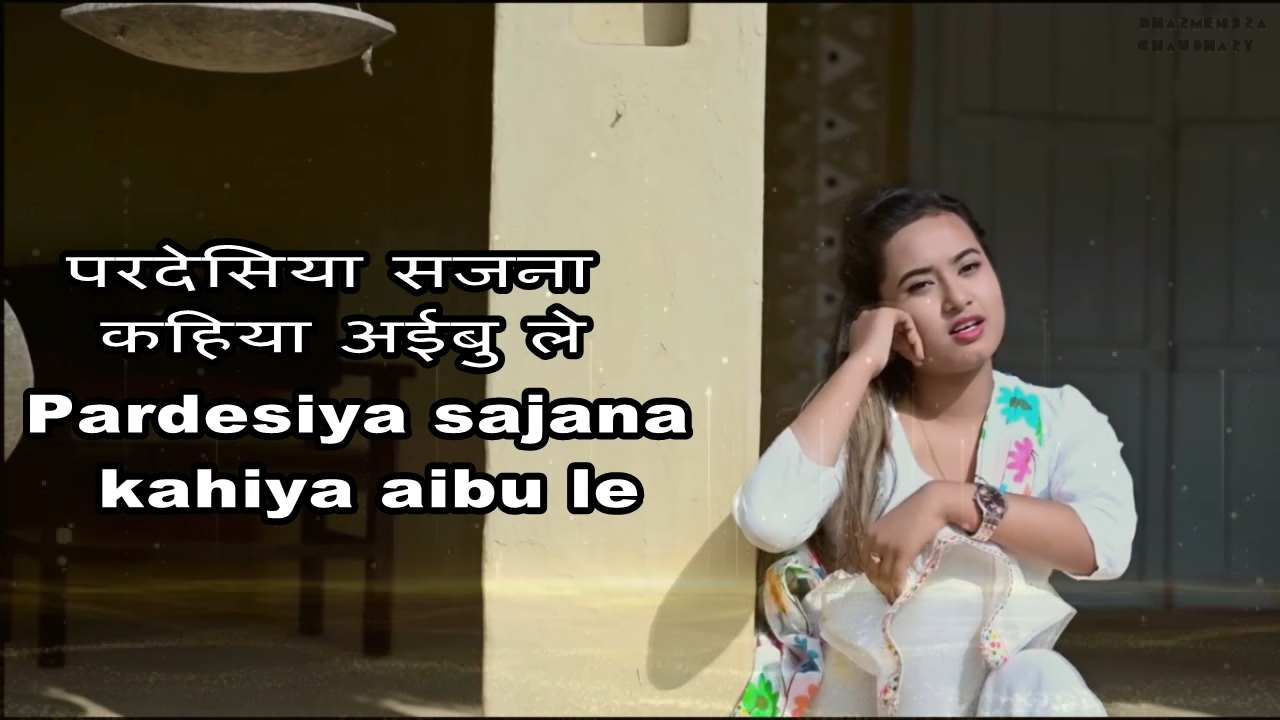 DHARMENDRA
CHAUDHARY
परदेसिया सजना
कहिया अईबु ले
Pardesiya sajana
kahiya aibu le